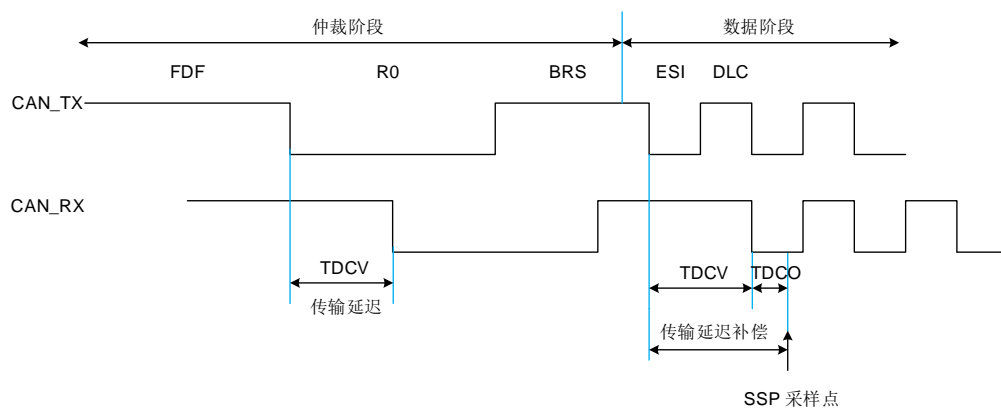 仲裁阶段 数据阶段
FDF R0 BRS ESI DLC
CAN_TX
CAN_RX
TDCV TDCV TDCO
传输延迟 传输延迟补偿
SSP 采样点